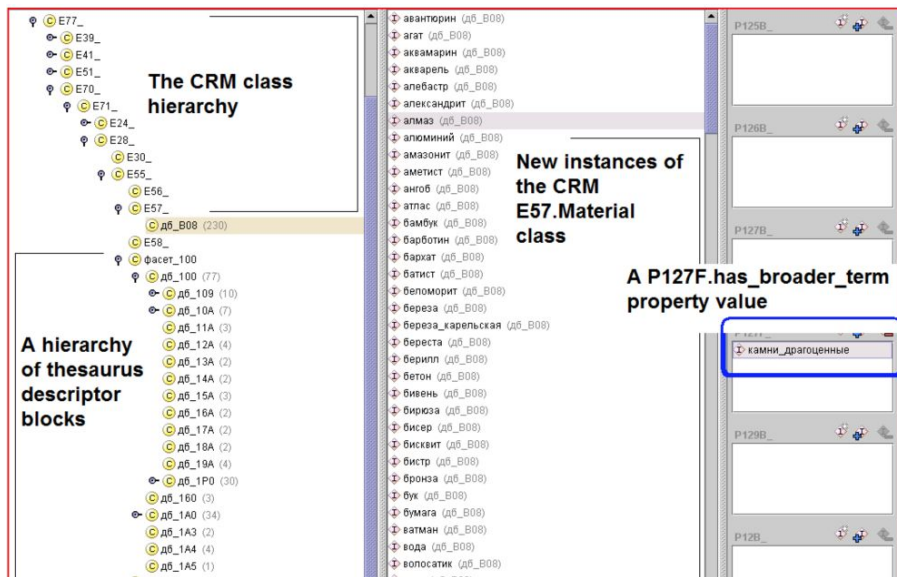 E77_
E39_
E41_
E51_
E70_
E71_
E24_
E28_
E30_
E55_
E56_
E57_
дб_B08 (230)
E58_
фасет_100
дб_100 (77)
дб_109 (10)
дб_10A (7)
дб_11A (3)
дб_12A (4)
дб_13A (2)
дб_14A (2)
дб_15A (3)
дб_16A (2)
дб_17A (2)
дб_18A (2)
дб_19A (4)
дб_1P0 (30)
дб_160 (3)
дб_1A0 (34)
дб_1A3 (2)
дб_1A4 (4)
дб_1A5 (1)
The CRM class
hierarchy
A hierarchy
of thesaurus
descriptor
blocks
авантюрин (дб_B08)
агат (дб_B08)
аквамарин (дб_B08)
акварель (дб_B08)
алебастр (дб_B08)
александрит (дб_B08)
алмаз (дб_B08)
алюминий (дб_B08)
амазонит (дб_B08)
аметист (дб_B08)
ангоб (дб_B08)
атлас (дб_B08)
бамбук (дб_B08)
барботин (дб_B08)
бархат (дб_B08)
батист (дб_B08)
беломорит (дб_B08)
береза (дб_B08)
береза_карельская (дб_B08)
береста (дб_B08)
берилл (дб_B08)
бетон (дб_B08)
бивень (дб_B08)
бирюза (дб_B08)
бисер (дб_B08)
бисквит (дб_B08)
бистр (дб_B08)
бронза (дб_B08)
бук (дб_B08)
бумага (дб_B08)
ватман (дб_B08)
вода (дб_B08)
волосатик (дб_B08)
New instances of
the CRM
E57.Material
class
P125B_
P126B_
P127B_
A P127F.has_broader_term
property value
камни_драгоценные
P129B_
P12B_